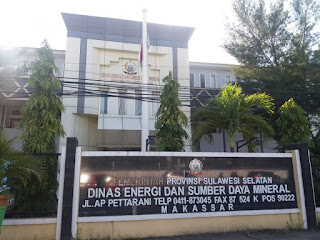 PEMERINTAH PROVINSI SULAWESI SELATAN
DINAS ENERGI DAN SUMBER DAYA MINERAL
JL.AP PETTARANI TELP 0411-873045 FAX 87 524 K POS 90222
MAKASSAR